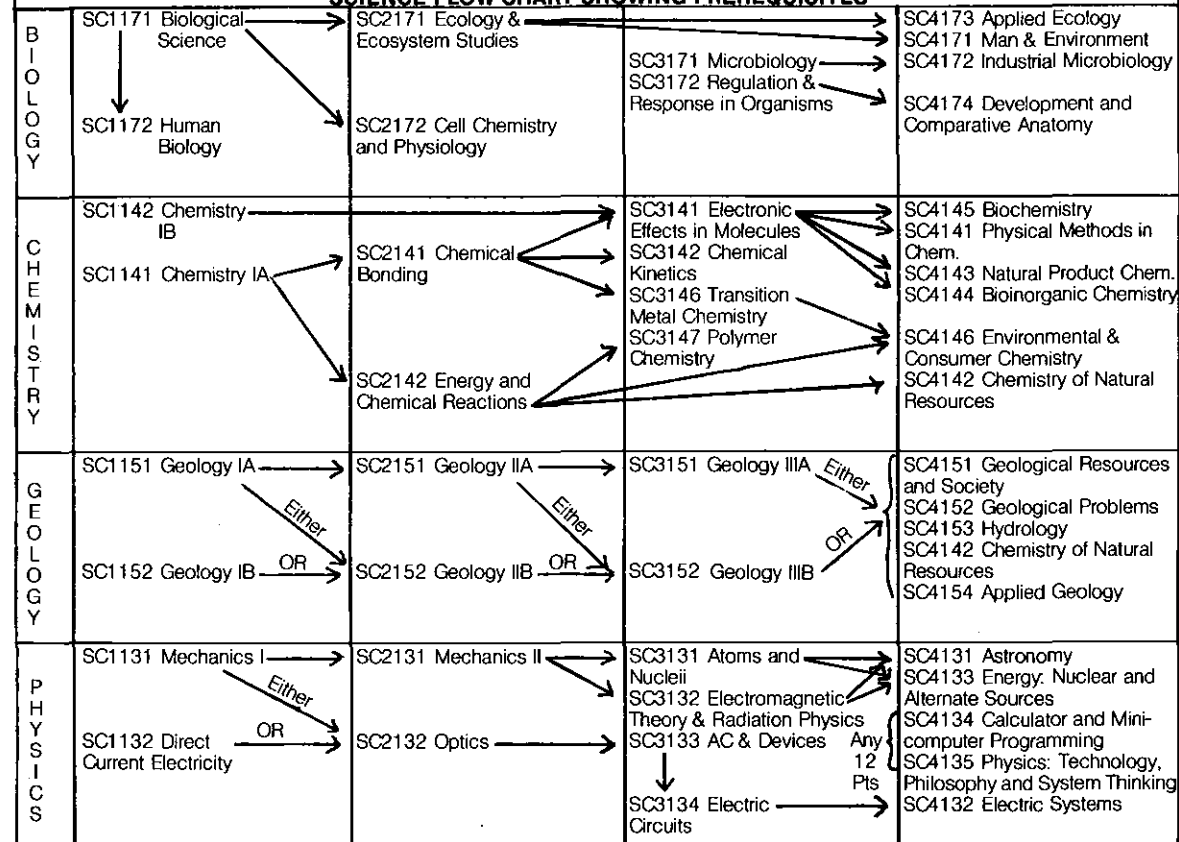 SCIENCE FLOW CHART SHOWING PREREQUISITES
BIOLOGY
SC1171 Biological
Science
SC1172 Human
Biology
SC2171 Ecology &
Ecosystem Studies
SC2172 Cell Chemistry
and Physiology
SC3171 Microbiology
SC3172 Regulation &
Response in Organisms
SC4173 Applied Ecology
SC4171 Man & Environment
SC4172 Industrial Microbiology
SC4174 Development and
Comparative Anatomy
CHEMISTRY
SC1142 Chemistry
IB
SC1141 Chemistry IA
SC2141 Chemical
Bonding
SC2142 Energy and
Chemical Reactions
SC3141 Electronic
Effects in Molecules
SC3142 Chemical
Kinetics
SC3146 Transition
Metal Chemistry
SC3147 Polymer
Chemistry
SC4145 Biochemistry
SC4141 Physical Methods in
Chem.
SC4143 Natural Product Chem.
SC4144 Bioinorganic Chemistry
SC4146 Environmental &
Consumer Chemistry
SC4142 Chemistry of Natural
Resources
GEOLOGY
SC1151 Geology IA
Either
SC1152 Geology IB
OR
SC2151 Geology IIA
Either
SC2152 Geology IIB
OR
SC3151 Geology IIIA
Either
SC3152 Geology IIIB
OR
SC4151 Geological Resources
and Society
SC4152 Geological Problems
SC4153 Hydrology
SC4142 Chemistry of Natural
Resources
SC4154 Applied Geology
PHYSICS
SC1131 Mechanics I
Either
SC1132 Direct
Current Electricity
OR
SC2131 Mechanics II
SC2132 Optics
SC3131 Atoms and
Nucleii
SC3132 Electromagnetic
Theory & Radiation Physics
SC3133 AC & Devices
Any
12
Pts
SC3134 Electric
Circuits
SC4131 Astronomy
SC4133 Energy: Nuclear and
Alternate Sources
SC4134 Calculator and Mini-
computer Programming
SC4135 Physics: Technology,
Philosophy and System Thinking
SC4132 Electric Systems